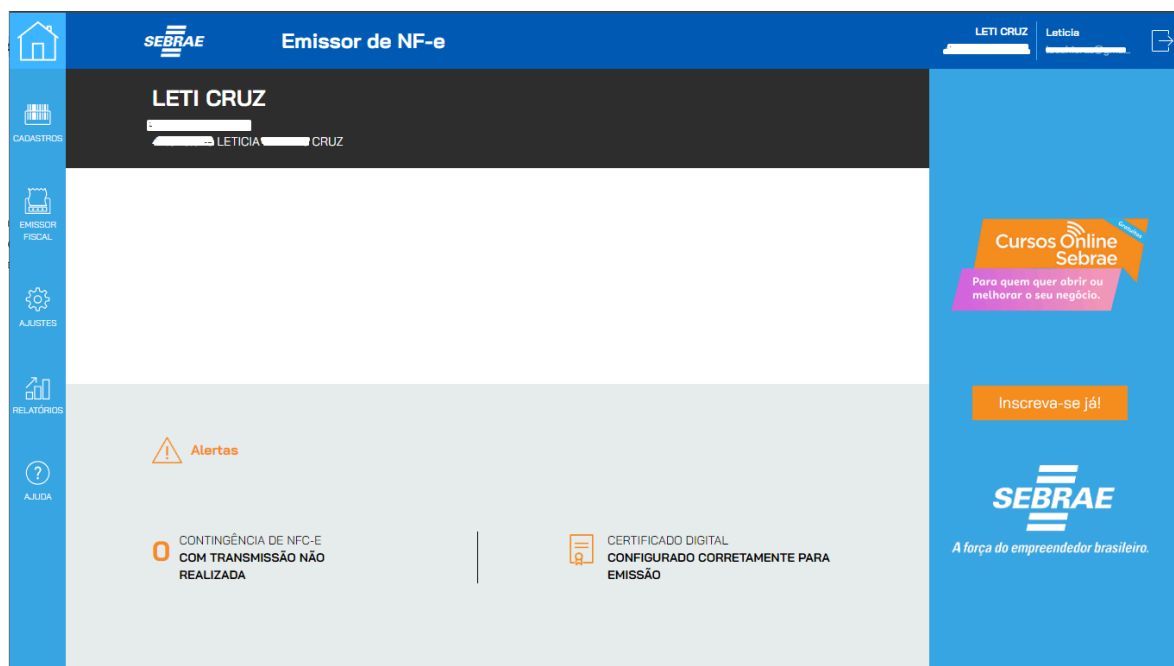 SEBRAE
Emissor de NF-e
LETI CRUZ
Leticia
LETI CRUZ
LETICIA
CRUZ
CADASTROS
EMISSOR
FISCAL
AJUSTES
RELATÓRIOS
AJUDA
Alertas
0
CONTINGÊNCIA DE NFC-E
COM TRANSMISSÃO NÃO
REALIZADA
CERTIFICADO DIGITAL
CONFIGURADO CORRETAMENTE PARA
EMISSÃO
Gratuitos
Cursos Online
Sebrae
Para quem quer abrir ou
melhorar o seu negócio.
Inscreva-se já!
SEBRAE
A força do empreendedor brasileiro.